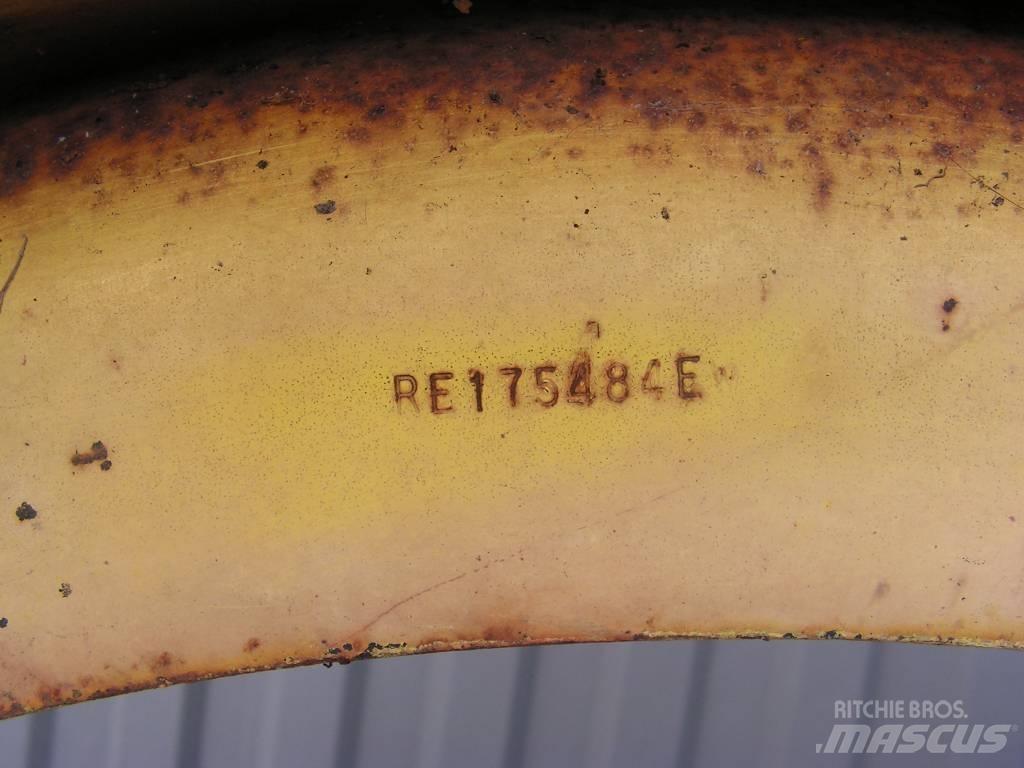 RE175484E
RITCHIE BROS.
MASCUS